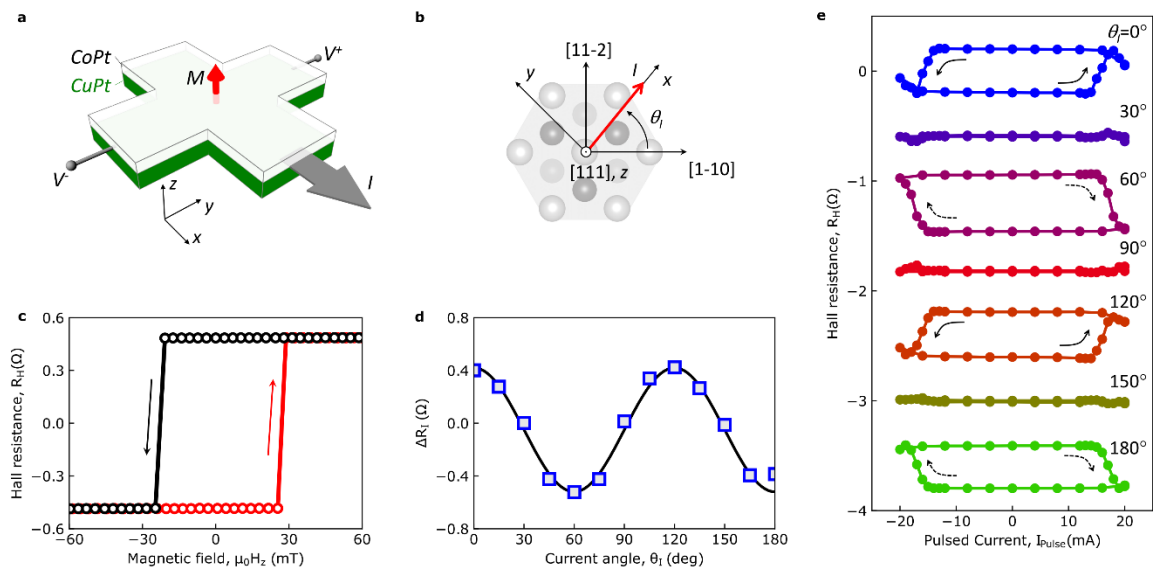 a
CoPt
CuPt
M
V⁺
V⁻
I
z
y
x
b
[11-2]
I
x
y
θI
[111], z
[1-10]
c
Hall resistance, RH(Ω)
0.6
0.3
0.0
−0.3
−0.6
−60 −30 0 30 60
Magnetic field, μ0Hz (mT)
d
ΔRI (Ω)
0.8
0.4
0.0
−0.4
−0.8
0 30 60 90 120 150 180
Current angle, θI (deg)
e
Hall resistance, RH(Ω)
0
−1
−2
−3
−4
θI=0°
30°
60°
90°
120°
150°
180°
−20 −10 0 10 20
Pulsed Current, IPulse(mA)